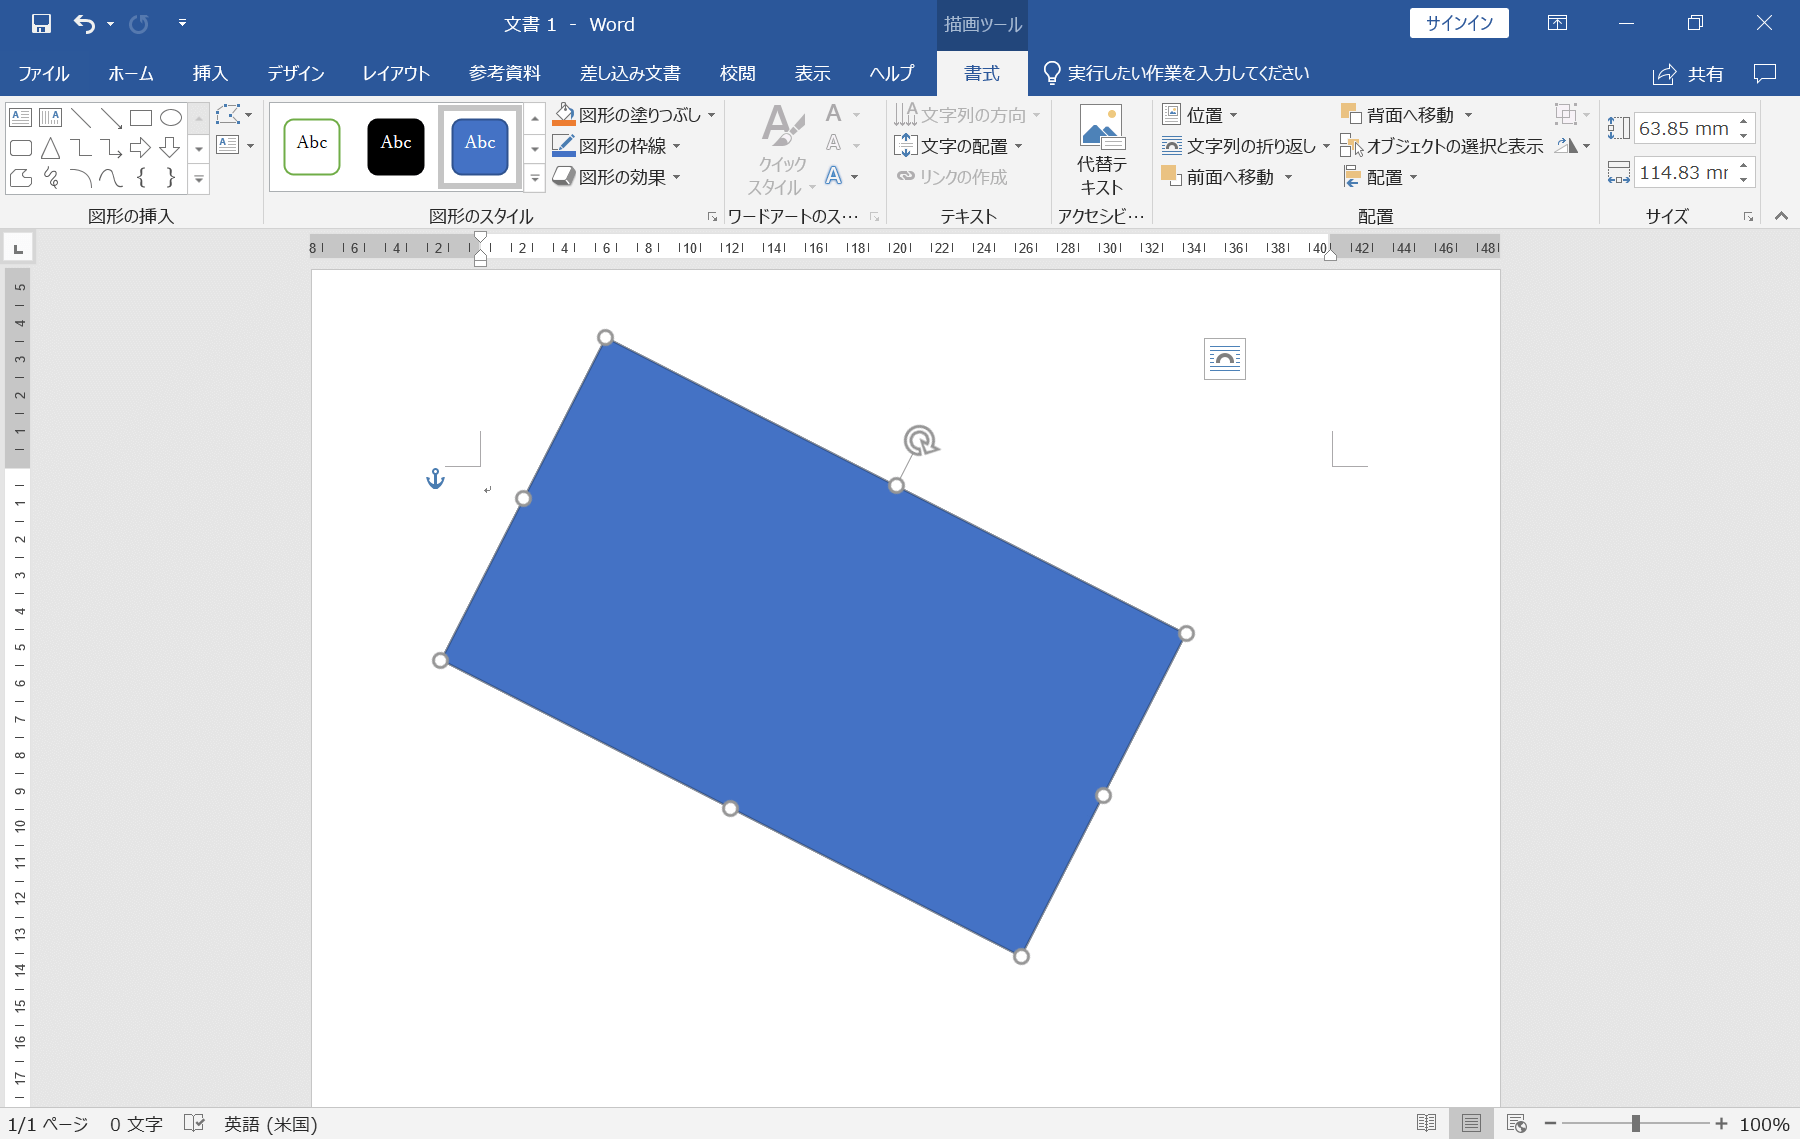 文書 1 - Word
描画ツール
サインイン
ファイル ホーム 挿入 デザイン レイアウト 参考資料 差し込み文書 校閲 表示 ヘルプ 書式 実行したい作業を入力してください 共有
Abc Abc Abc
図形の塗りつぶし
図形の枠線
図形の効果
クイック
スタイル
文字列の方向
文字の配置
リンクの作成
代替テ
キスト
位置
文字列の折り返し
前面へ移動
背面へ移動
オブジェクトの選択と表示
配置
63.85 mm
114.83 mr
図形の挿入 図形のスタイル ワードアートのス… テキスト アクセシビ… 配置 サイズ
8 6 4 2 2 4 6 8 10 12 14 16 18 20 22 24 26 28 30 32 34 36 38 40 42 44 46 48
5
4
3
2
1
1
2
3
4
5
6
7
8
9
10
11
12
13
14
15
16
17
1/1 ページ 0 文字 英語 (米国) 100%